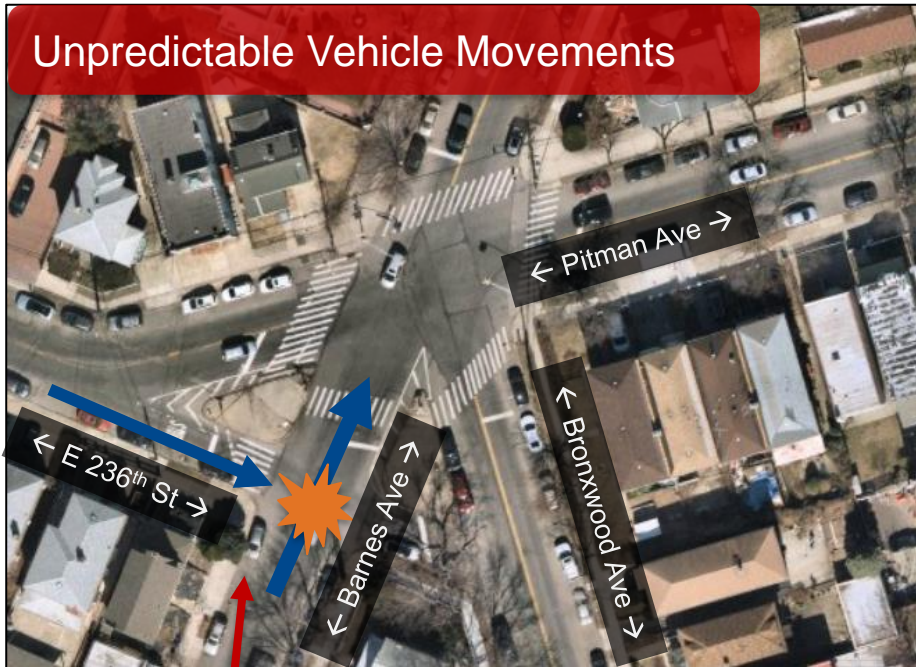 Unpredictable Vehicle Movements
← Pitman Ave →
← E 236th St →
← Barnes Ave →
← Bronxwood Ave →